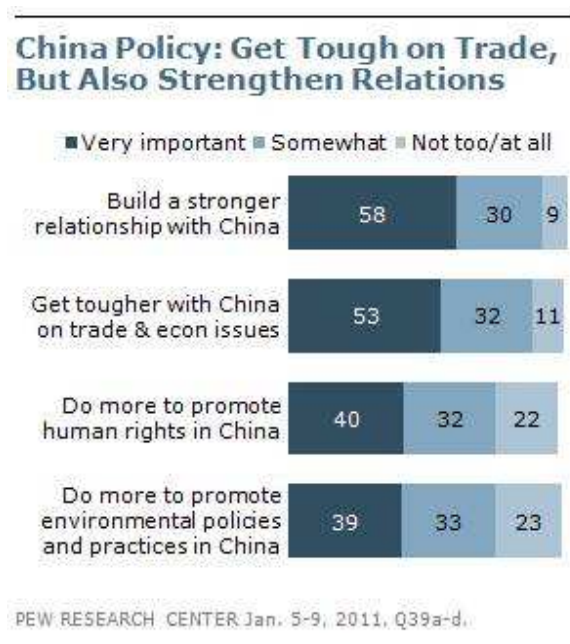 China Policy: Get Tough on Trade,
But Also Strengthen Relations
Very important Somewhat Not too/at all
Build a stronger
relationship with China
58 30 9
Get tougher with China
on trade & econ issues
53 32 11
Do more to promote
human rights in China
40 32 22
Do more to promote
environmental policies
and practices in China
39 33 23
PEW RESEARCH CENTER Jan. 5-9, 2011. Q39a-d.